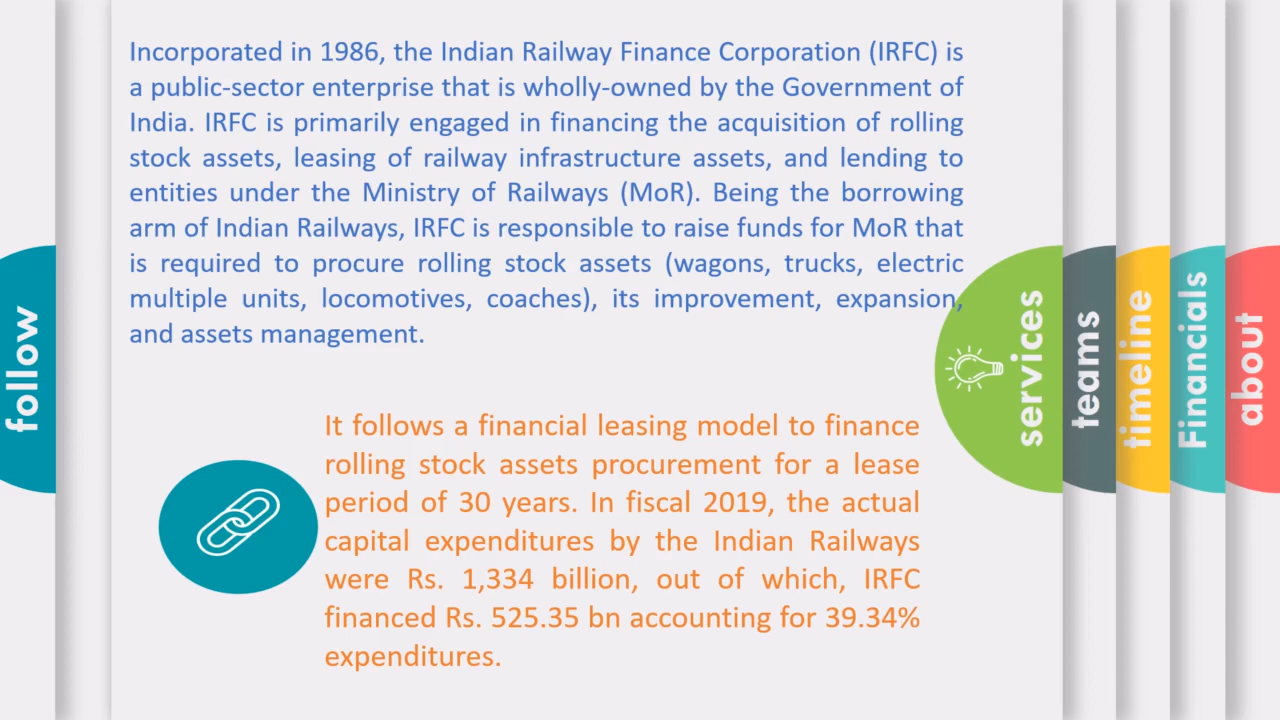 Incorporated in 1986, the Indian Railway Finance Corporation (IRFC) is
a public-sector enterprise that is wholly-owned by the Government of
India. IRFC is primarily engaged in financing the acquisition of rolling
stock assets, leasing of railway infrastructure assets, and lending to
entities under the Ministry of Railways (MoR). Being the borrowing
arm of Indian Railways, IRFC is responsible to raise funds for MoR that
is required to procure rolling stock assets (wagons, trucks, electric
multiple units, locomotives, coaches), its improvement, expansion,
and assets management.
It follows a financial leasing model to finance
rolling stock assets procurement for a lease
period of 30 years. In fiscal 2019, the actual
capital expenditures by the Indian Railways
were Rs. 1,334 billion, out of which, IRFC
financed Rs. 525.35 bn accounting for 39.34%
expenditures.
follow
services
teams
timeline
Financials
about